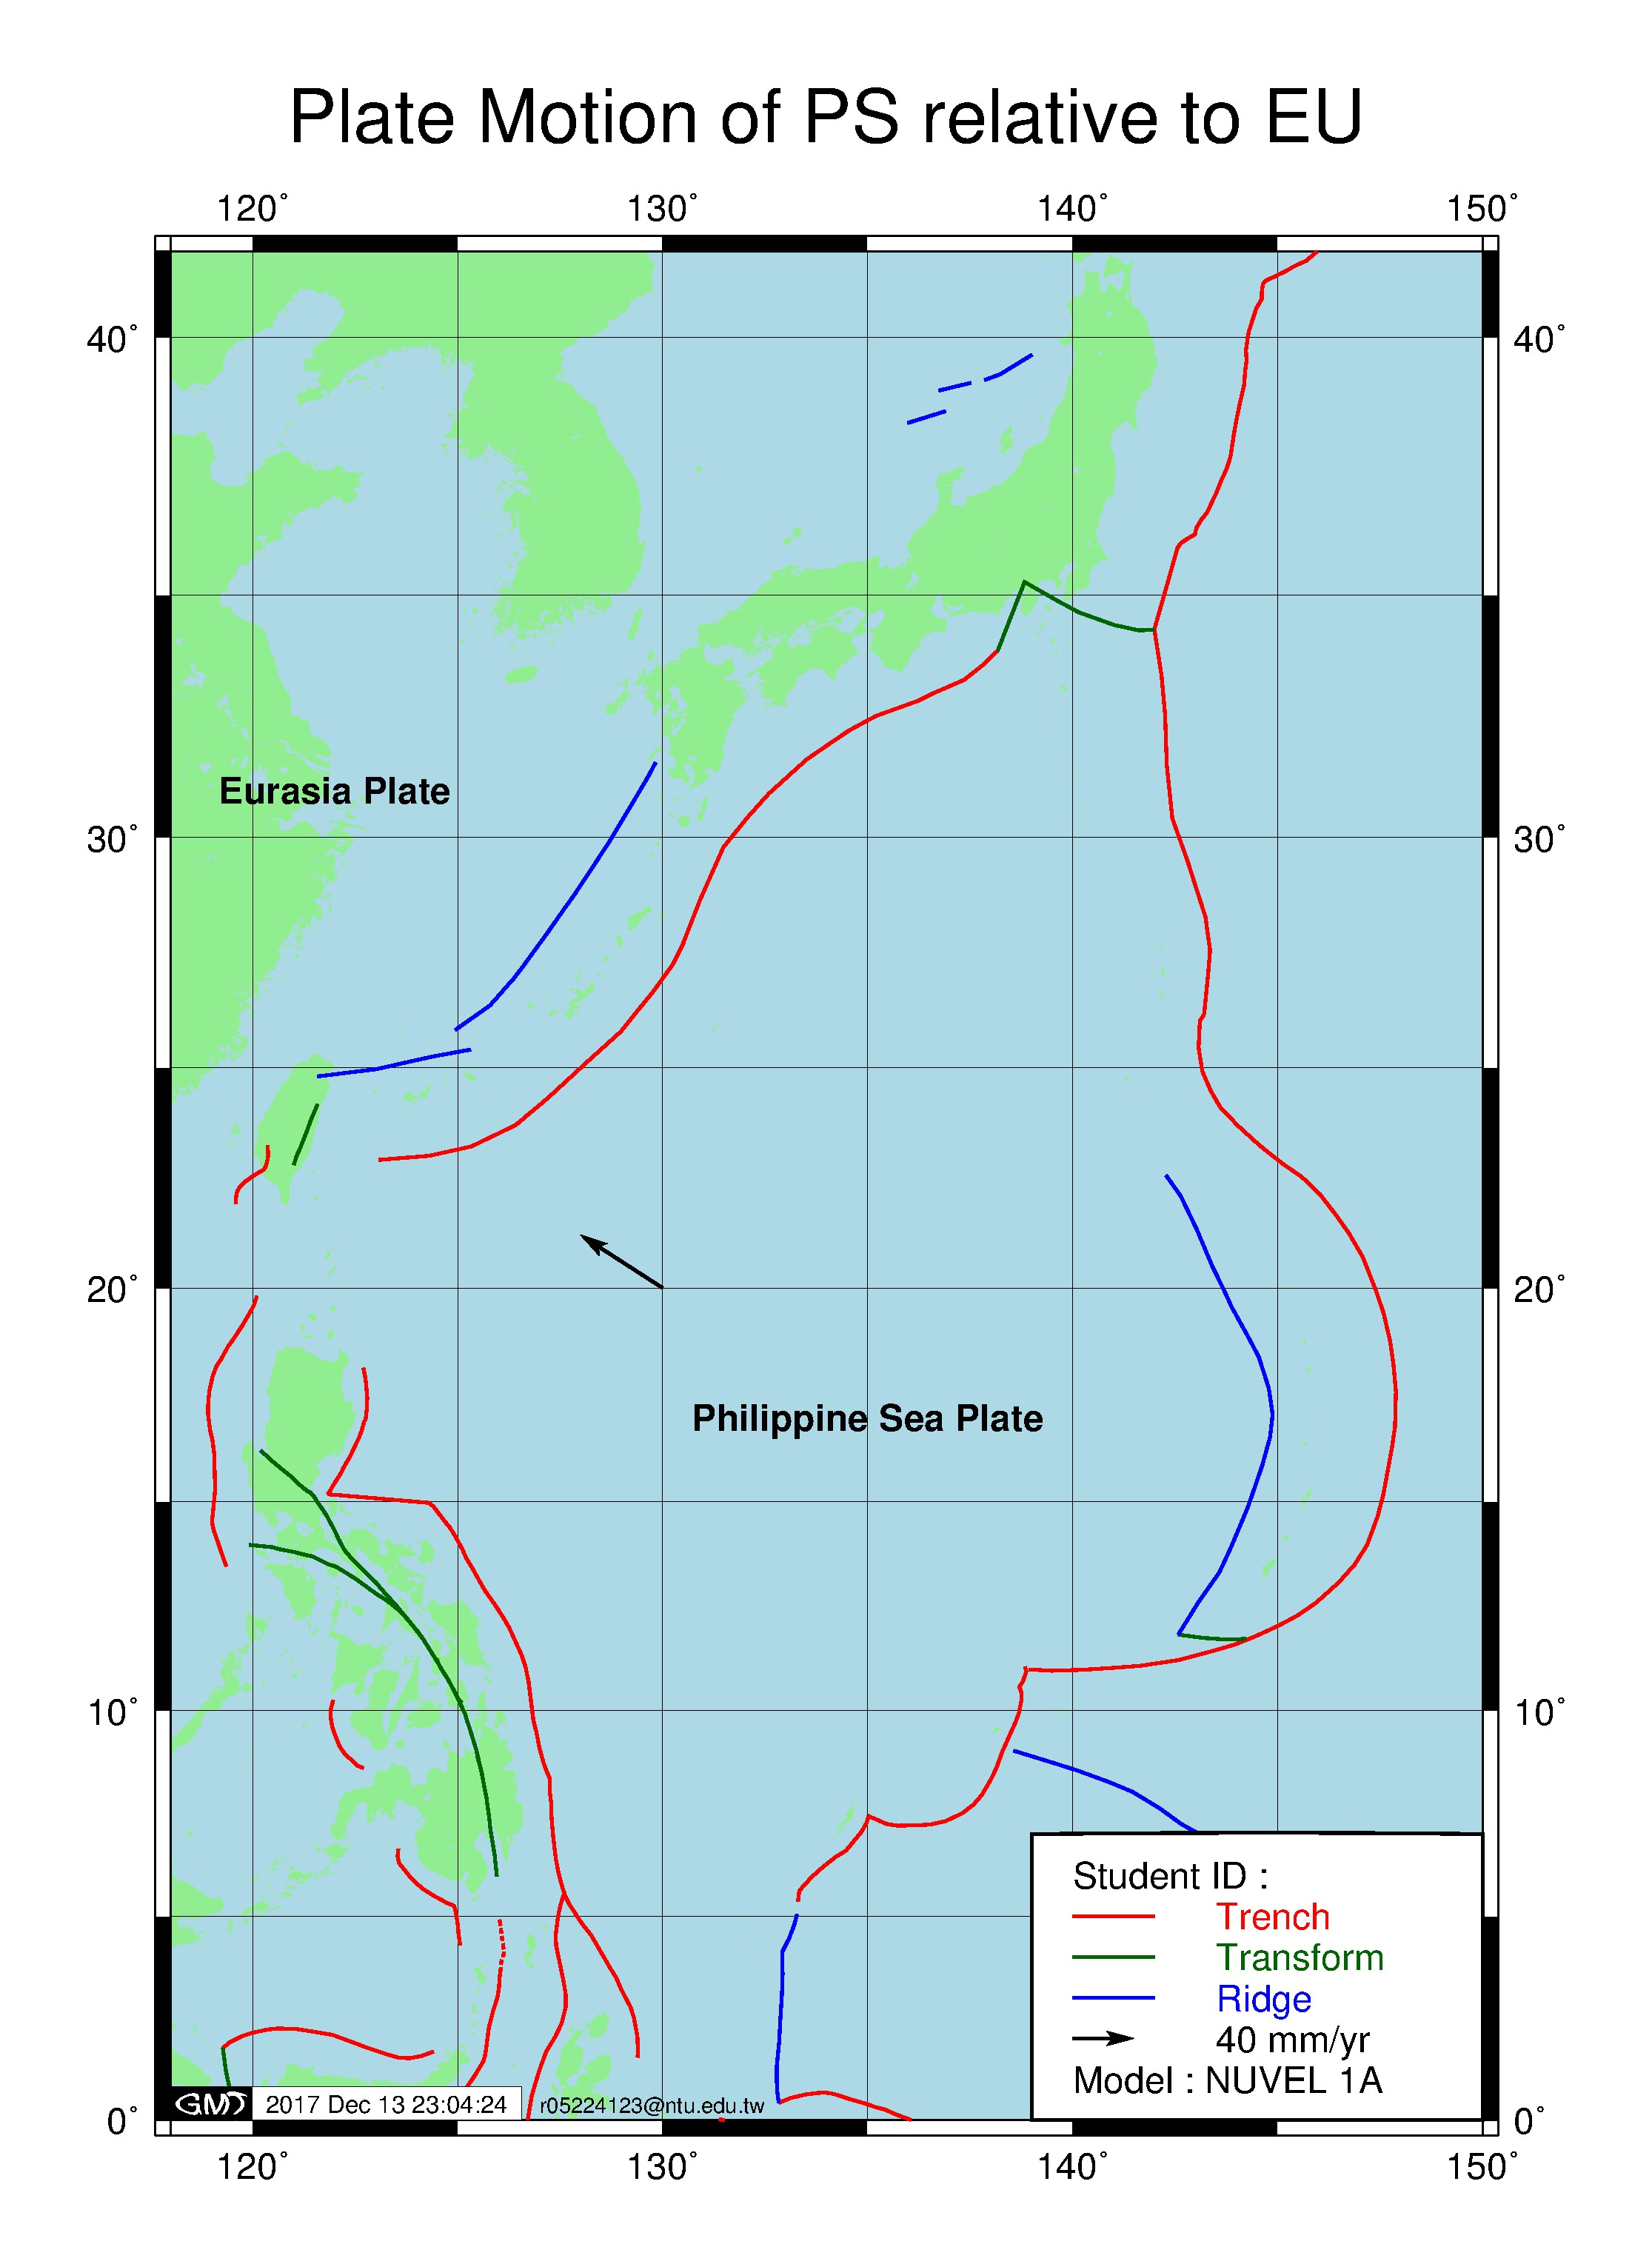 Plate Motion of PS relative to EU
120° 130° 140° 150°
40° 40°
Eurasia Plate
30° 30°
20° 20°
Philippine Sea Plate
10° 10°
Student ID :
Trench
Transform
Ridge
40 mm/yr
Model : NUVEL 1A
GMT 2017 Dec 13 23:04:24 r05224123@ntu.edu.tw
0° 0°
120° 130° 140° 150°